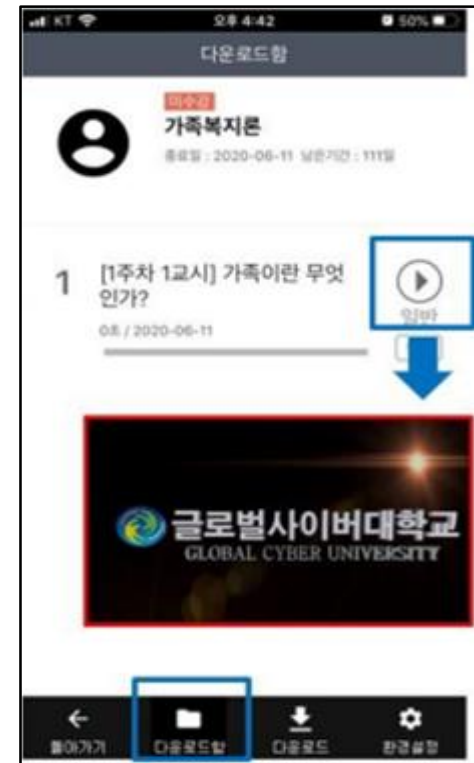 KT 오후 4:42 50%
다운로드함
미수강
가족복지론
종료일 : 2020-06-11 남은기간 : 111일
1 [1주차 1교시] 가족이란 무엇
인가?
0초 / 2020-06-11
일반
글로벌사이버대학교
GLOBAL CYBER UNIVERSITY
돌아가기 다운로드함 다운로드 환경설정